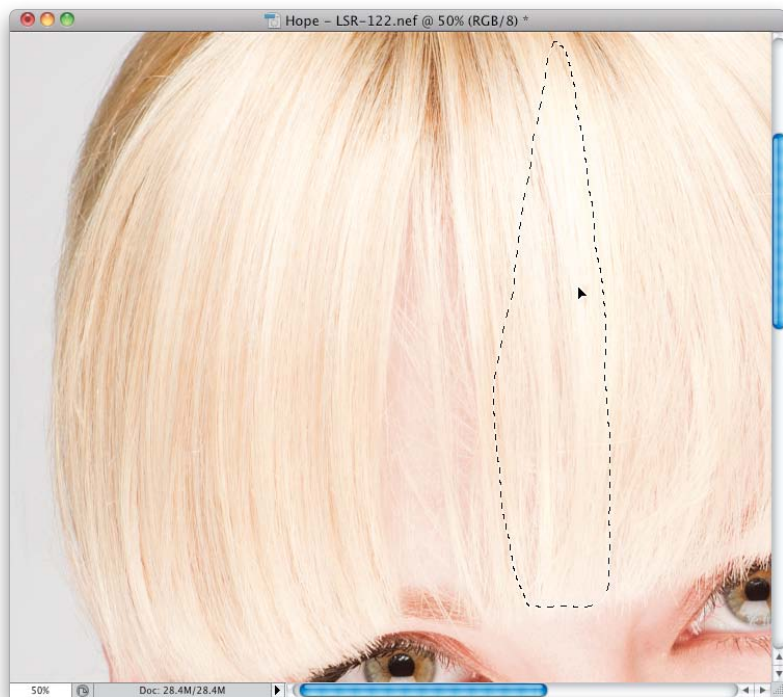 Hope – LSR-122.nef @ 50% (RGB/8) *
50% Doc: 28.4M/28.4M